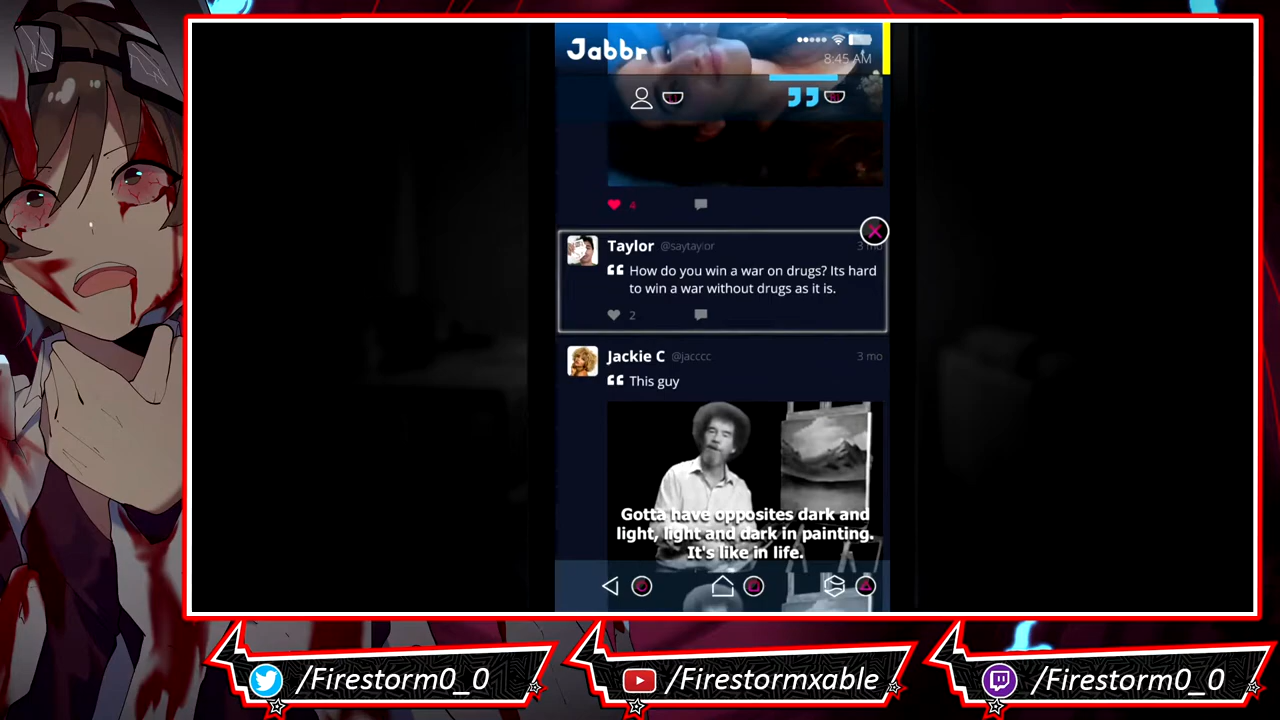 Jabbr
8:45 AM
4
Taylor @saytaylor 3 mo
How do you win a war on drugs? Its hard
to win a war without drugs as it is.
2
Jackie C @jacccc 3 mo
This guy
Gotta have opposites dark and
light, light and dark in painting.
It's like in life.
/Firestorm0_0
/Firestormxable
/Firestorm0_0